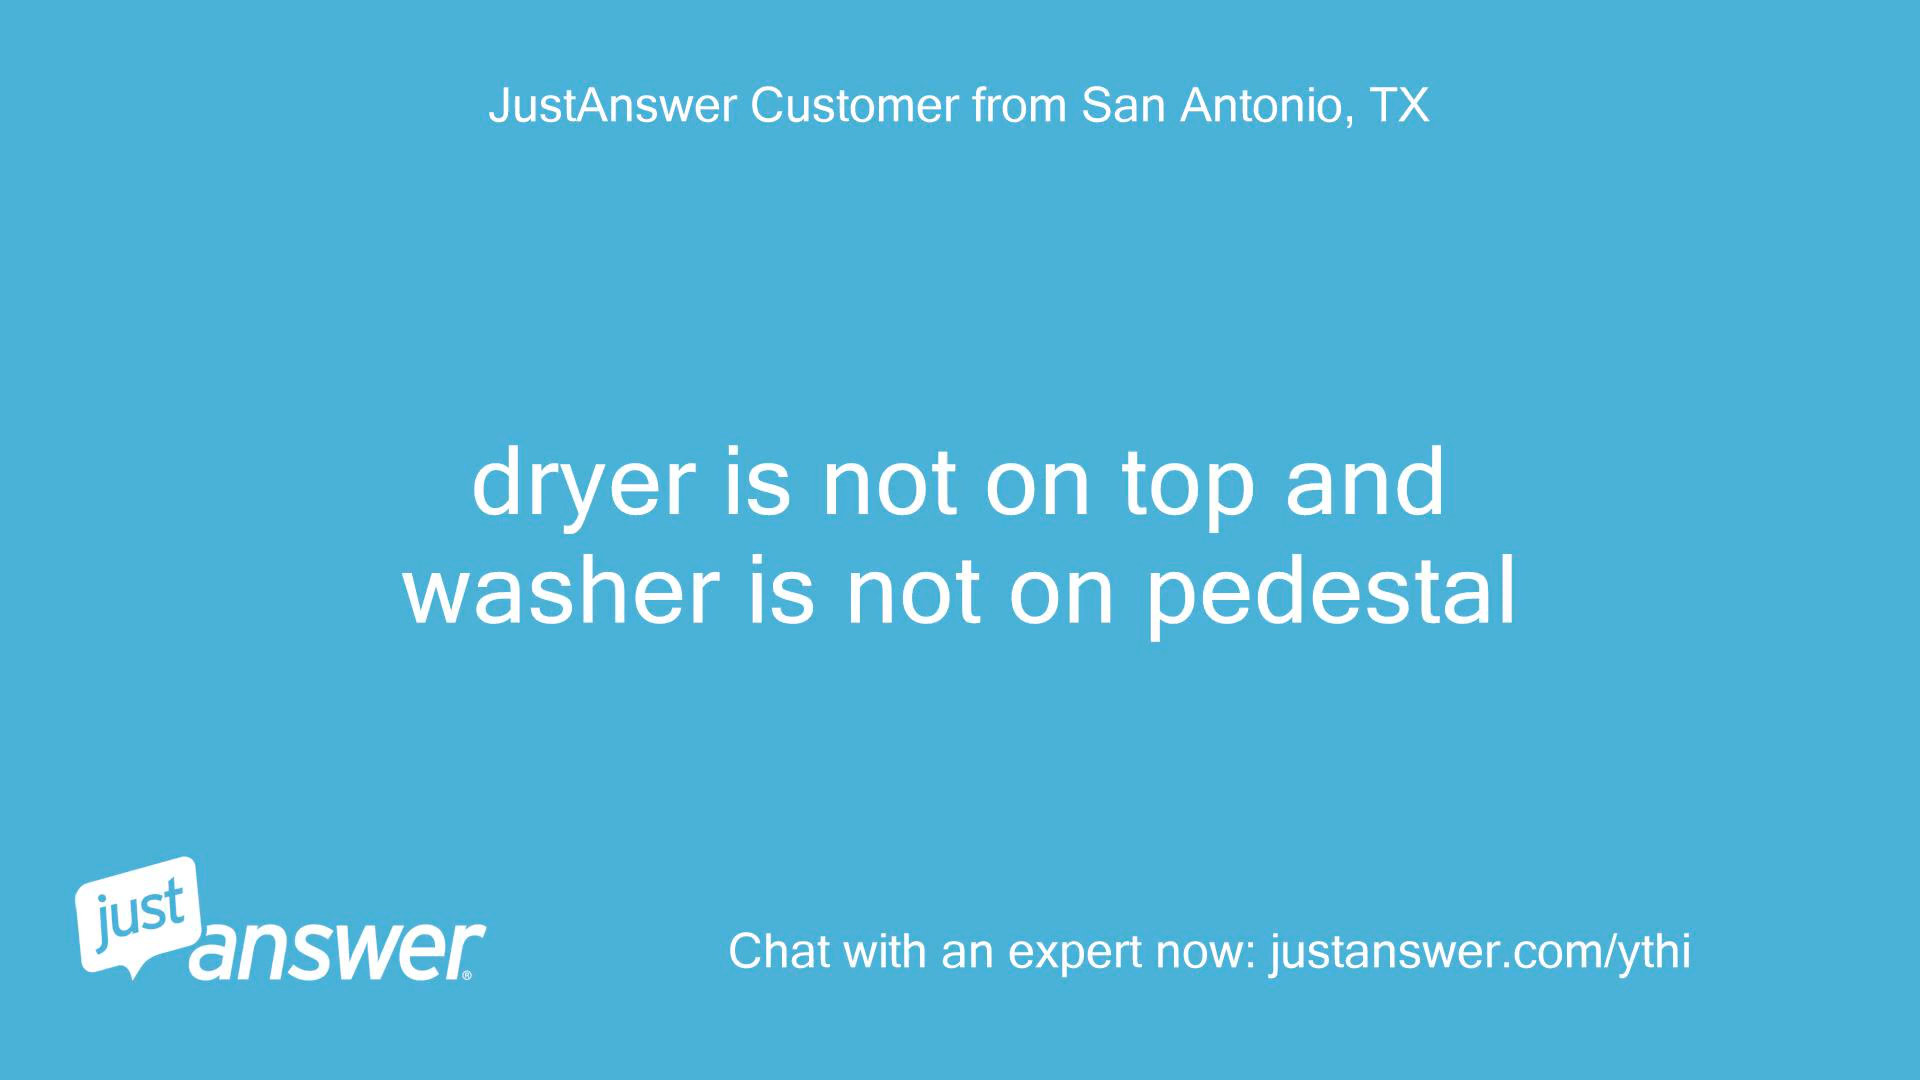 JustAnswer Customer from San Antonio, TX
dryer is not on top and
washer is not on pedestal
just
answer®
Chat with an expert now: justanswer.com/ythi